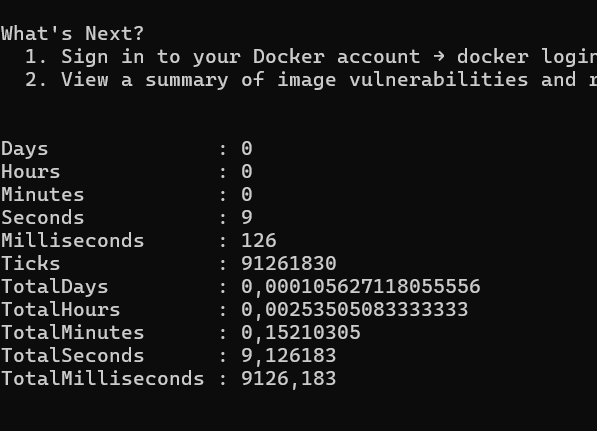 What's Next?
1. Sign in to your Docker account → docker login
2. View a summary of image vulnerabilities and
Days : 0
Hours : 0
Minutes : 0
Seconds : 9
Milliseconds : 126
Ticks : 91261830
TotalDays : 0,000105627118055556
TotalHours : 0,00253505083333333
TotalMinutes : 0,15210305
TotalSeconds : 9,126183
TotalMilliseconds : 9126,183